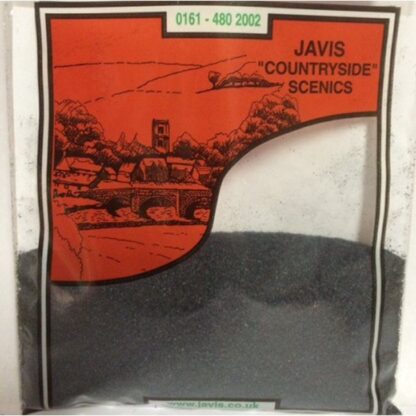 0161 - 480 2002
JAVIS
"COUNTRYSIDE"
SCENICS
www.javis.co.uk